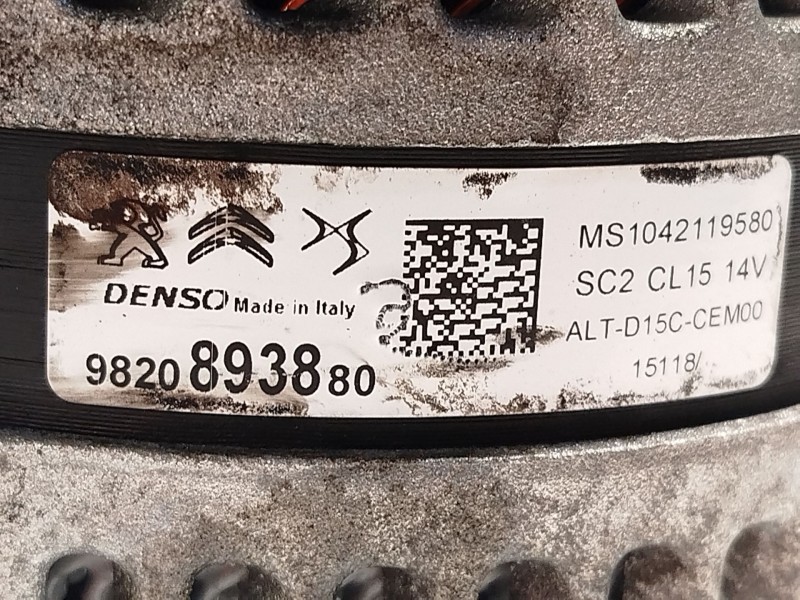 DENSO Made in Italy
9820893880
MS1042119580
SC2 CL15 14V
ALT-D15C-CEM00
15118/